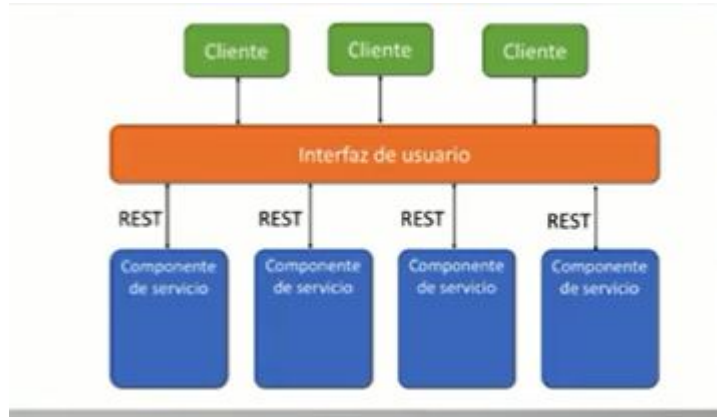 Cliente
Cliente
Cliente
Interfaz de usuario
REST
REST
REST
REST
Componente
de servicio
Componente
de servicio
Componente
de servicio
Componente
de servicio